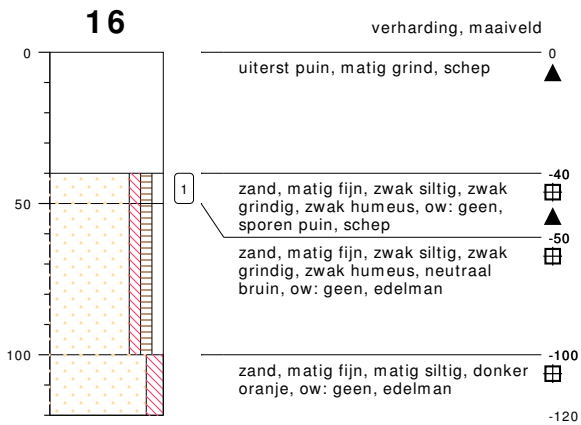 16
verharding, maaiveld
0
0
uiterst puin, matig grind, schep
-40
1
zand, matig fijn, zwak siltig, zwak
grindig, zwak humeus, ow: geen,
sporen puin, schep
50
-50
zand, matig fijn, zwak siltig, zwak
grindig, zwak humeus, neutraal
bruin, ow: geen, edelman
100
-100
zand, matig fijn, matig siltig, donker
oranje, ow: geen, edelman
-120